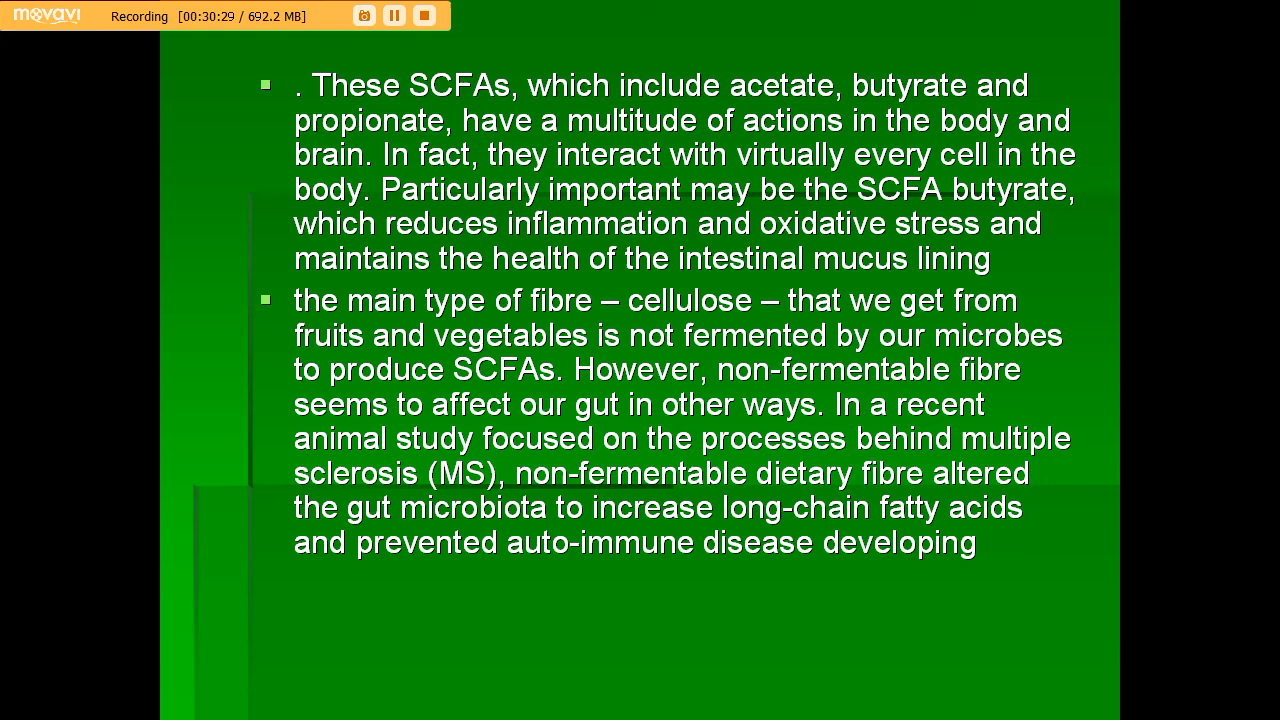 movavi Recording [00:30:29 / 692.2 MB]
. These SCFAs, which include acetate, butyrate and
propionate, have a multitude of actions in the body and
brain. In fact, they interact with virtually every cell in the
body. Particularly important may be the SCFA butyrate,
which reduces inflammation and oxidative stress and
maintains the health of the intestinal mucus lining
the main type of fibre – cellulose – that we get from
fruits and vegetables is not fermented by our microbes
to produce SCFAs. However, non-fermentable fibre
seems to affect our gut in other ways. In a recent
animal study focused on the processes behind multiple
sclerosis (MS), non-fermentable dietary fibre altered
the gut microbiota to increase long-chain fatty acids
and prevented auto-immune disease developing